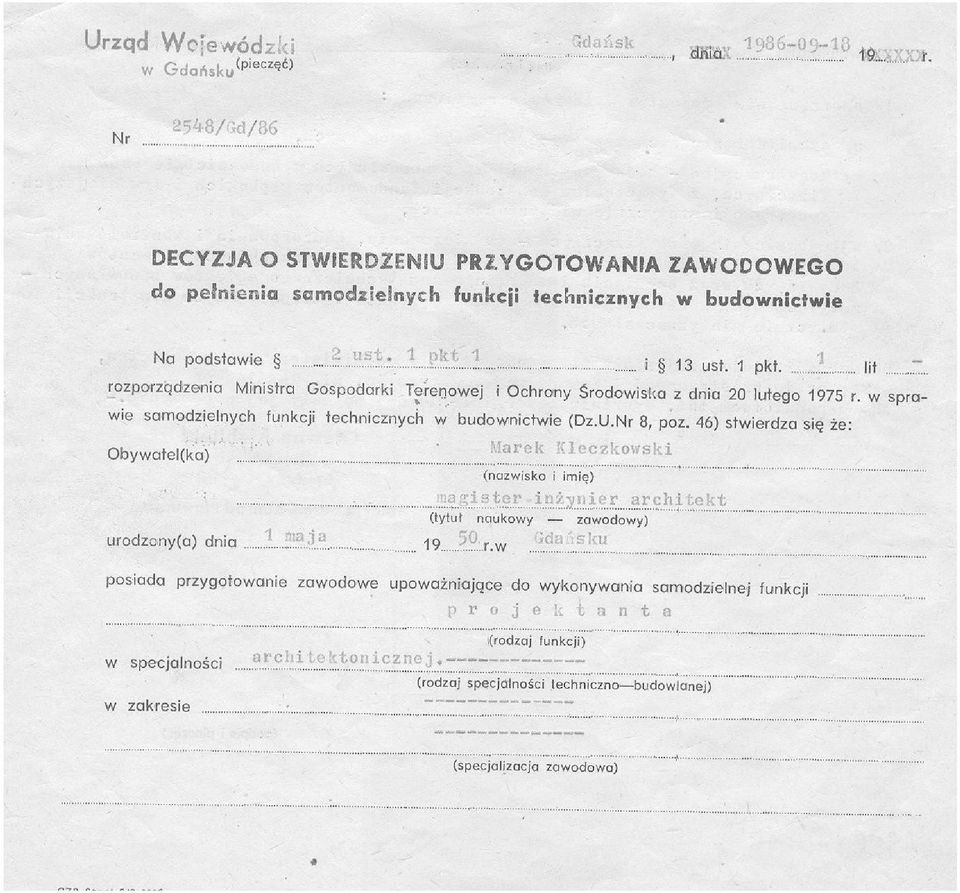 Urząd Wojewódzki
w Gdańsku (pieczęć)
Gdańsk, dnia 1986-09-18 19 r.
Nr 2548/Gd/86
DECYZJA O STWIERDZENIU PRZYGOTOWANIA ZAWODOWEGO
do pełnienia samodzielnych funkcji technicznych w budownictwie
Na podstawie § 2 ust. 1 pkt 1 i § 13 ust. 1 pkt. 1 lit —
rozporządzenia Ministra Gospodarki Terenowej i Ochrony Środowiska z dnia 20 lutego 1975 r. w spra-
wie samodzielnych funkcji technicznych w budownictwie (Dz.U.Nr 8, poz. 46) stwierdza się że:
Obywatel(ka) Marek Kleczkowski
(nazwisko i imię)
magister inżynier architekt
(tytuł naukowy — zawodowy)
urodzony(a) dnia 1 maja 19 50 r. w Gdańsku
posiada przygotowanie zawodowe upoważniające do wykonywania samodzielnej funkcji
p r o j e k t a n t a
(rodzaj funkcji)
w specjalności architektonicznej.
(rodzaj specjalności techniczno—budowlanej)
w zakresie
(specjalizacja zawodowa)